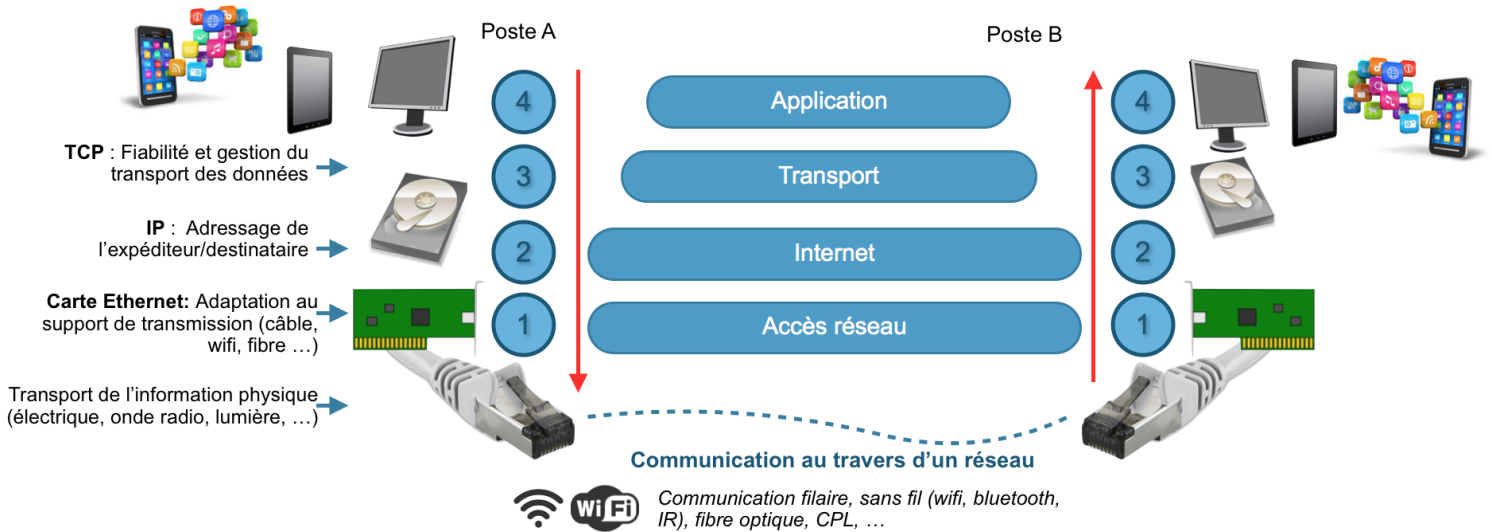 Poste A
Poste B
4
Application
4
TCP : Fiabilité et gestion du
transport des données
3
Transport
3
IP :  Adressage de
l’expéditeur/destinataire
2
Internet
2
Carte Ethernet: Adaptation au
support de transmission (câble,
wifi, fibre …)
1
Accès réseau
1
Transport de l’information physique
(électrique, onde radio, lumière, …)
Communication au travers d’un réseau
WiFi
Communication filaire, sans fil (wifi, bluetooth,
IR), fibre optique, CPL, …